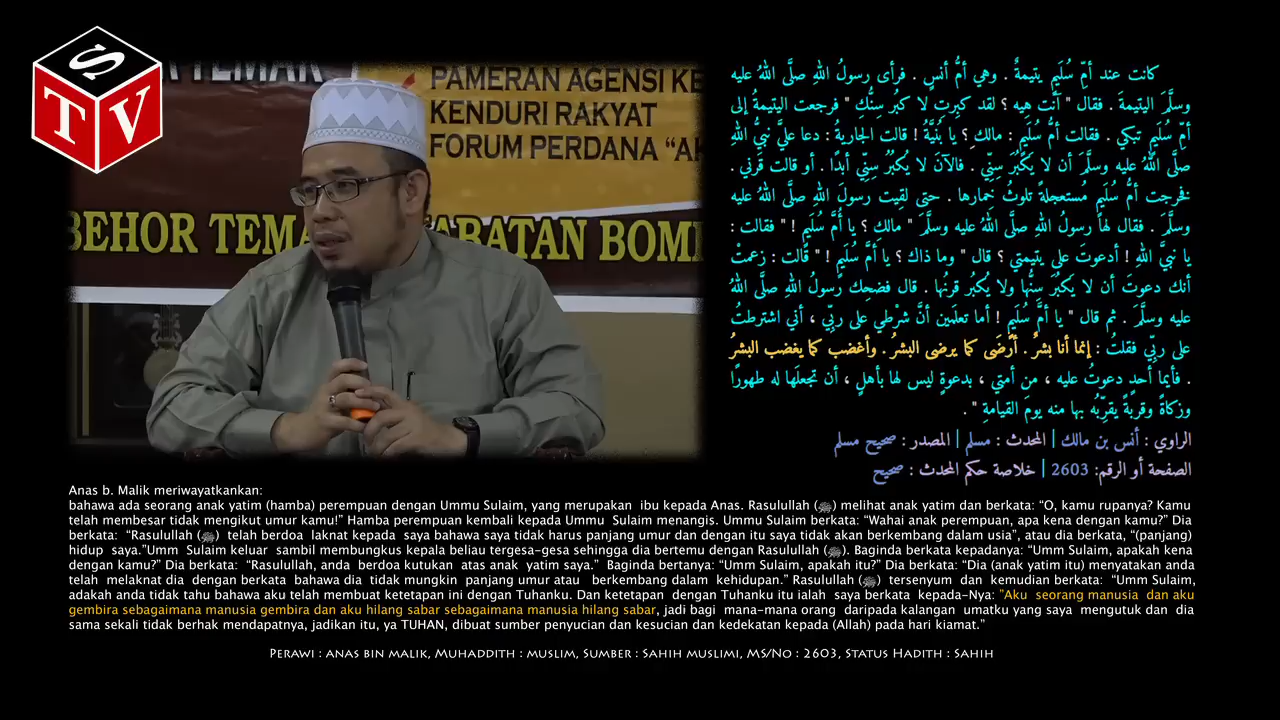 STV
PAMERAN AGENSI KE
KENDURI RAKYAT
FORUM PERDANA “AK
BEHOR TEMA
ABATAN BOM
كانت عند أمِّ سُلَيمٍ يتيمةٌ . وهي أمُّ أنسٍ . فرأى رسولُ اللهِ صلَّى اللهُ عليه
وسلَّمَ اليتيمةَ . فقال " آنت هِيَه ؟ لقد كبِرتِ لا كبُر سِنُّكِ " فرجعت اليتيمةُ إلى
أمِّ سُلَيمٍ تبكي . فقالت أمُّ سُلَيمٍ : مالكِ ؟ يا بُنَيَّةُ ! قالت الجاريةُ : دعا عليَّ نبيُّ اللهِ
صلَّى اللهُ عليه وسلَّمَ أن لا يَكبُرَ سِنِّي . فالآنَ لا يُكبُرُ سِنِّي أبدًا . أو قالت قَرني .
فخرجت أمُّ سُلَيمٍ مُستعجلةً تلوثُ خمارها . حتى لقِيت رسولَ اللهِ صلَّى اللهُ عليه
وسلَّمَ . فقال لها رسولُ اللهِ صلَّى اللهُ عليه وسلَّمَ " مالكِ ؟ يا أمَّ سُلَيمٍ ! " فقالت :
يا نبيَّ اللهِ ! أدعوتَ على يتيمتي ؟ قال " وما ذاك ؟ يا أمَّ سُلَيمٍ ! " قالت : زعمتْ
أنك دعوتَ أن لا يَكبُرَ سِنُّها ولا يُكبُر قرنُها . قال فضحِك رسولُ اللهِ صلَّى اللهُ
عليه وسلَّمَ . ثم قال " يا أمَّ سُلَيمٍ ! أما تعلمين أنَّ شرْطي على ربِّي ، أني اشترطتُ
على ربِّي فقلتُ : إنما أنا بشرٌ . أرْضَى كما يرضى البشرُ . وأغضب كما يغضب البشرُ
. فأيما أحدٍ دعوتُ عليه ، من أمتي ، بدعوةٍ ليس لها بأهلٍ ، أن تجعلَها له طهورًا
وزكاةً وقربةً يقرِّبُه بها منه يومَ القيامةِ " .
الراوي : أنس بن مالك | المحدث : مسلم | المصدر : صحيح مسلم
الصفحة أو الرقم: 2603 | خلاصة حكم المحدث : صحيح
Anas b. Malik meriwayatkankan:
bahawa ada seorang anak yatim (hamba) perempuan dengan Ummu Sulaim, yang merupakan ibu kepada Anas. Rasulullah (ﷺ) melihat anak yatim dan berkata: “O, kamu rupanya? Kamu
telah membesar tidak mengikut umur kamu!” Hamba perempuan kembali kepada Ummu Sulaim menangis. Ummu Sulaim berkata: “Wahai anak perempuan, apa kena dengan kamu?” Dia
berkata: “Rasulullah (ﷺ) telah berdoa laknat kepada saya bahawa saya tidak harus panjang umur dan dengan itu saya tidak akan berkembang dalam usia”, atau dia berkata, “(panjang)
hidup saya.”Umm Sulaim keluar sambil membungkus kepala beliau tergesa-gesa sehingga dia bertemu dengan Rasulullah (ﷺ). Baginda berkata kepadanya: “Umm Sulaim, apakah kena
dengan kamu?” Dia berkata: “Rasulullah, anda berdoa kutukan atas anak yatim saya.” Baginda bertanya: “Umm Sulaim, apakah itu?” Dia berkata: “Dia (anak yatim itu) menyatakan anda
telah melaknat dia dengan berkata bahawa dia tidak mungkin panjang umur atau berkembang dalam kehidupan.” Rasulullah (ﷺ) tersenyum dan kemudian berkata: “Umm Sulaim,
adakah anda tidak tahu bahawa aku telah membuat ketetapan ini dengan Tuhanku. Dan ketetapan dengan Tuhanku itu ialah saya berkata kepada-Nya: ”Aku seorang manusia dan aku
gembira sebagaimana manusia gembira dan aku hilang sabar sebagaimana manusia hilang sabar, jadi bagi mana-mana orang daripada kalangan umatku yang saya mengutuk dan dia
sama sekali tidak berhak mendapatnya, jadikan itu, ya TUHAN, dibuat sumber penyucian dan kesucian dan kedekatan kepada (Allah) pada hari kiamat.”
Perawi : anas bin malik, Muhaddith : muslim, Sumber : Sahih muslimi, MS/No : 2603, Status Hadith : Sahih